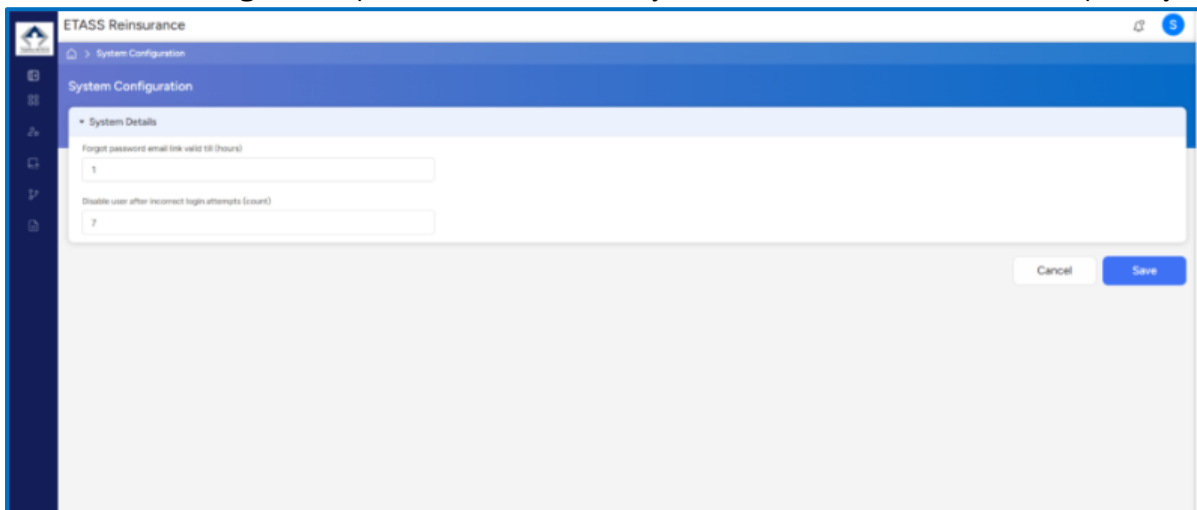 ETASS Reinsurance
S
> System Configuration
System Configuration
System Details
Forgot password email link valid till (hours)
1
Disable user after incorrect login attempts (count)
7
Cancel Save